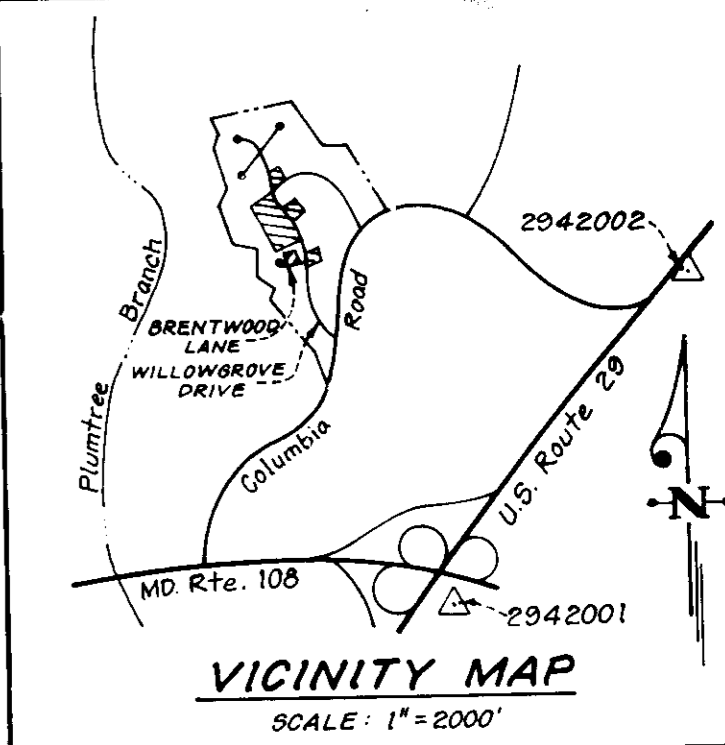 2942002
Plumtree Branch
BRENTWOOD
LANE
WILLOWGROVE
DRIVE
Columbia Road
U.S. Route 29
N
MD. Rte. 108
2942001
VICINITY MAP
SCALE: 1"=2000'